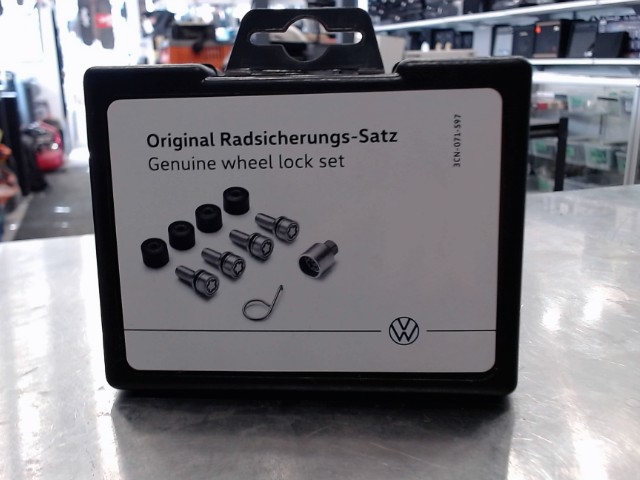 Original Radsicherungs-Satz
Genuine wheel lock set
3CN-071-597